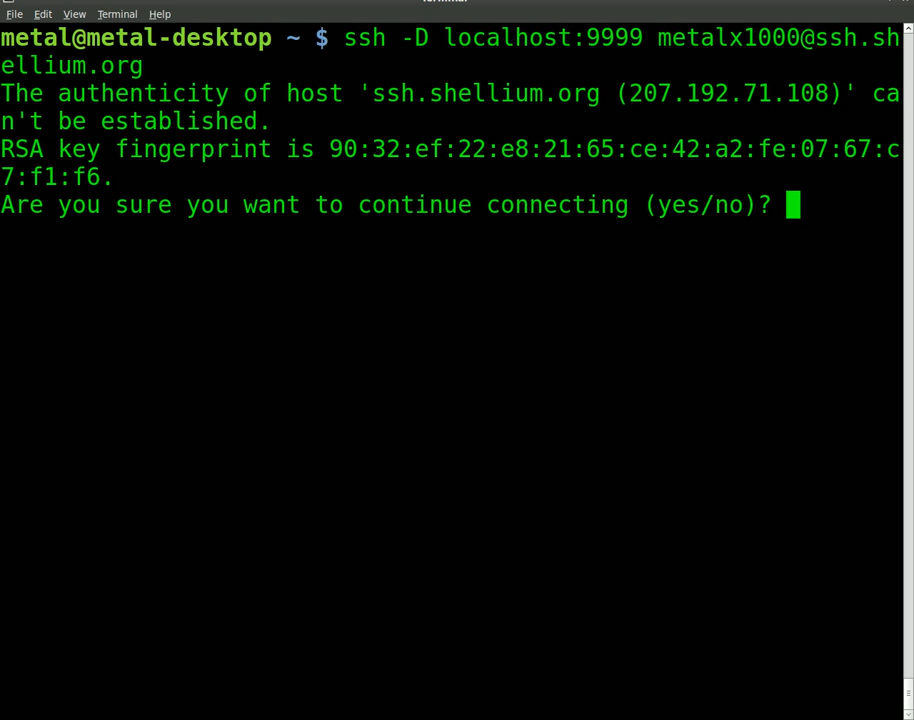 File Edit View Terminal Help
metal@metal-desktop ~ $ ssh -D localhost:9999 metalx1000@ssh.sh
ellium.org
The authenticity of host 'ssh.shellium.org (207.192.71.108)' ca
n't be established.
RSA key fingerprint is 90:32:ef:22:e8:21:65:ce:42:a2:fe:07:67:c
7:f1:f6.
Are you sure you want to continue connecting (yes/no)?